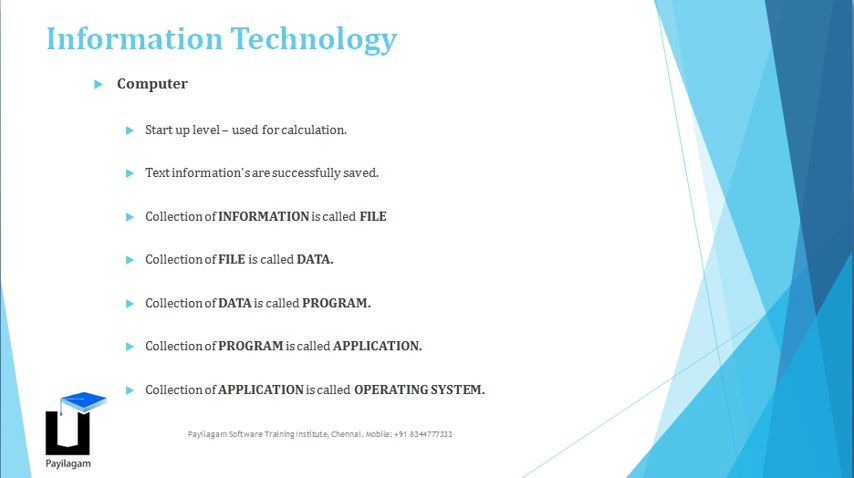 Information Technology
Computer
Start up level – used for calculation.
Text information's are successfully saved.
Collection of INFORMATION is called FILE
Collection of FILE is called DATA.
Collection of DATA is called PROGRAM.
Collection of PROGRAM is called APPLICATION.
Collection of APPLICATION is called OPERATING SYSTEM.
Payilagam Software Training Institute, Chennai. Mobile: +91 8344777333
Payilagam